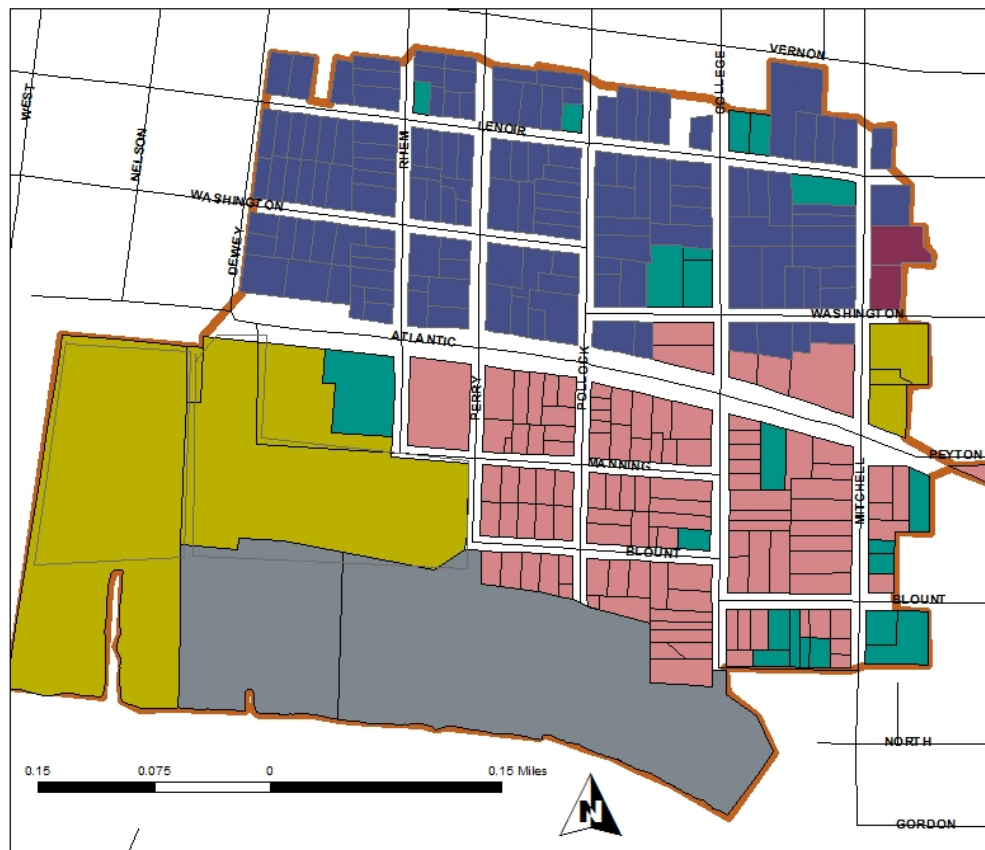 VERNON
COLLEGE
WEST
NELSON
LENOIR
RHEM
WASHINGTON
DEWEY
WASHINGTON
ATLANTIC
POLLOCK
PERRY
PEYTON
MANNING
MITCHELL
BLOUNT
BLOUNT
NORTH
0.15 0.075 0 0.15 Miles
N
GORDON